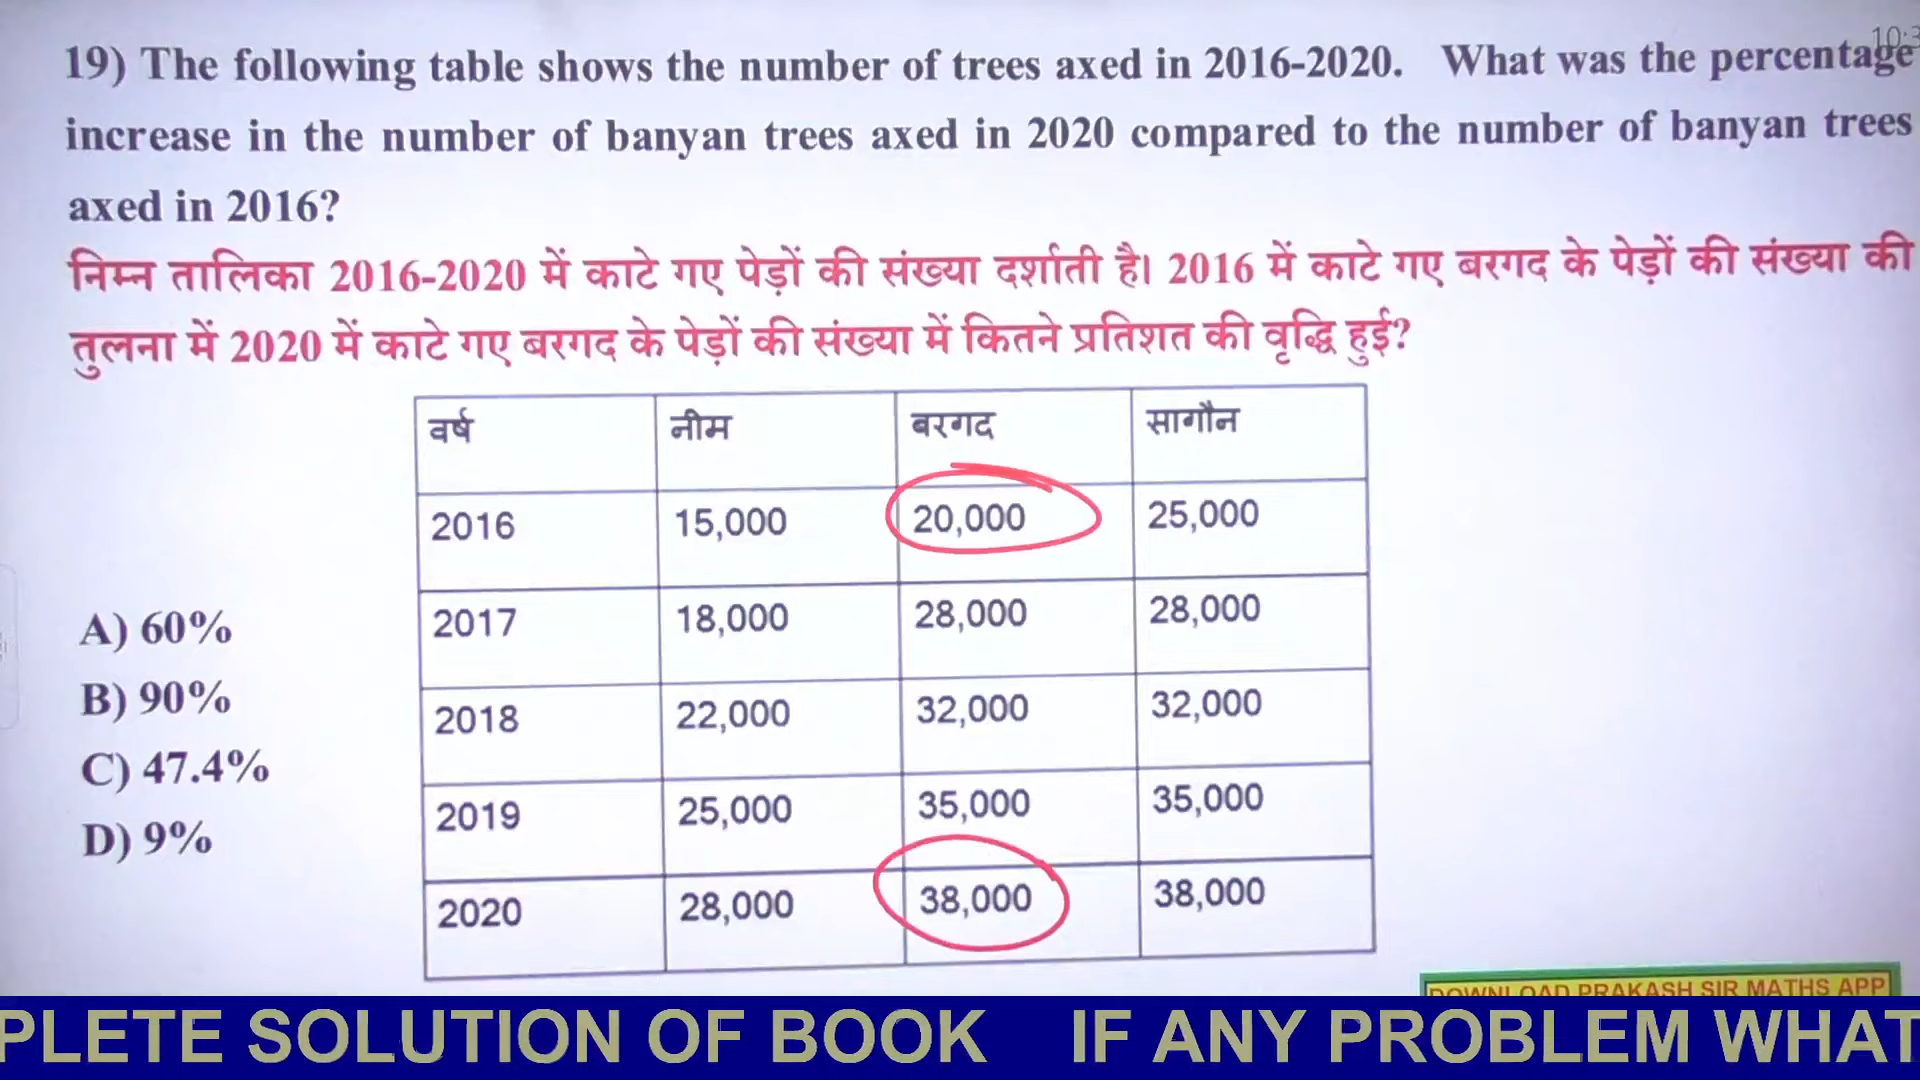 19) The following table shows the number of trees axed in 2016-2020. What was the percentage
increase in the number of banyan trees axed in 2020 compared to the number of banyan trees
axed in 2016?
निम्न तालिका 2016-2020 में काटे गए पेड़ों की संख्या दर्शाती है। 2016 में काटे गए बरगद के पेड़ों की संख्या की
तुलना में 2020 में काटे गए बरगद के पेड़ों की संख्या में कितने प्रतिशत की वृद्धि हुई?
वर्ष नीम बरगद सागौन
2016 15,000 20,000 25,000
2017 18,000 28,000 28,000
2018 22,000 32,000 32,000
2019 25,000 35,000 35,000
2020 28,000 38,000 38,000
A) 60%
B) 90%
C) 47.4%
D) 9%
DOWNLOAD PRAKASH SIR MATHS APP
PLETE SOLUTION OF BOOK IF ANY PROBLEM WHAT